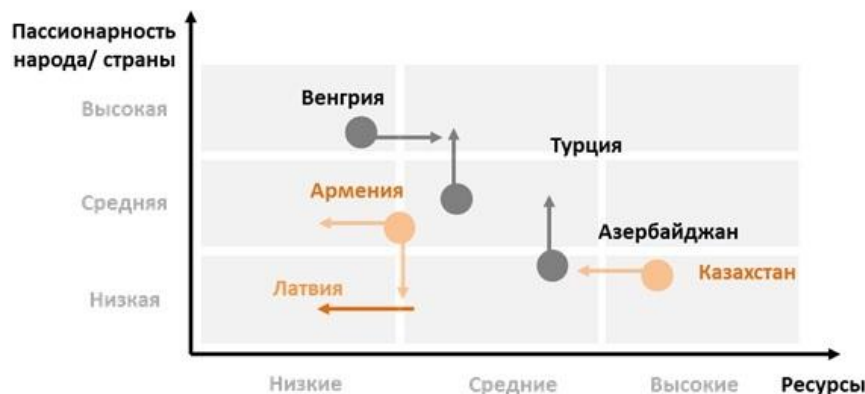 Пассионарность
народа/ страны
Высокая
Венгрия
Турция
Средняя
Армения
Азербайджан
Казахстан
Латвия
Низкая
Низкие
Средние
Высокие
Ресурсы